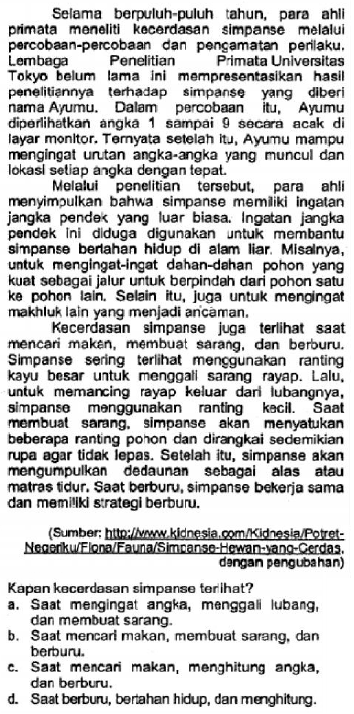 Selama berpuluh-puluh tahun, para ahli
primata meneliti kecerdasan simpanse melalui
percobaan-percobaan dan pengamatan perilaku.
Lembaga Penelitian Primata Universitas
Tokyo belum lama ini mempresentasikan hasil
penelitiannya terhadap simpanse yang diberi
nama Ayumu. Dalam percobaan itu, Ayumu
diperlihatkan angka 1 sampai 9 secara acak di
layar monitor. Ternyata setelah itu, Ayumu mampu
mengingat urutan angka-angka yang muncul dan
lokasi setiap angka dengan tepat.
Melalui penelitian tersebut, para ahli
menyimpulkan bahwa simpanse memiliki ingatan
jangka pendek yang luar biasa. Ingatan jangka
pendek ini diduga digunakan untuk membantu
simpanse bertahan hidup di alam liar. Misalnya,
untuk mengingat-ingat dahan-dahan pohon yang
kuat sebagai jalur untuk berpindah dari pohon satu
ke pohon lain. Selain itu, juga untuk mengingat
makhluk lain yang menjadi ancaman.
Kecerdasan simpanse juga terlihat saat
mencari makan, membuat sarang, dan berburu.
Simpanse sering terlihat menggunakan ranting
kayu besar untuk menggali sarang rayap. Lalu,
untuk memancing rayap keluar dari lubangnya,
simpanse menggunakan ranting kecil. Saat
membuat sarang, simpanse akan menyatukan
beberapa ranting pohon dan dirangkai sedemikian
rupa agar tidak lepas. Setelah itu, simpanse akan
mengumpulkan dedaunan sebagai alas atau
matras tidur. Saat berburu, simpanse bekerja sama
dan memiliki strategi berburu.
(Sumber: http://www.kidnesia.com/Kidnesia/Potret-
Negeriku/Flona/Fauna/Simpanse-Hewan-yang-Cerdas,
dengan pengubahan)
Kapan kecerdasan simpanse terlihat?
a. Saat mengingat angka, menggali lubang,
dan membuat sarang.
b. Saat mencari makan, membuat sarang, dan
berburu.
c. Saat mencari makan, menghitung angka,
dan berburu.
d. Saat berburu, bertahan hidup, dan menghitung.